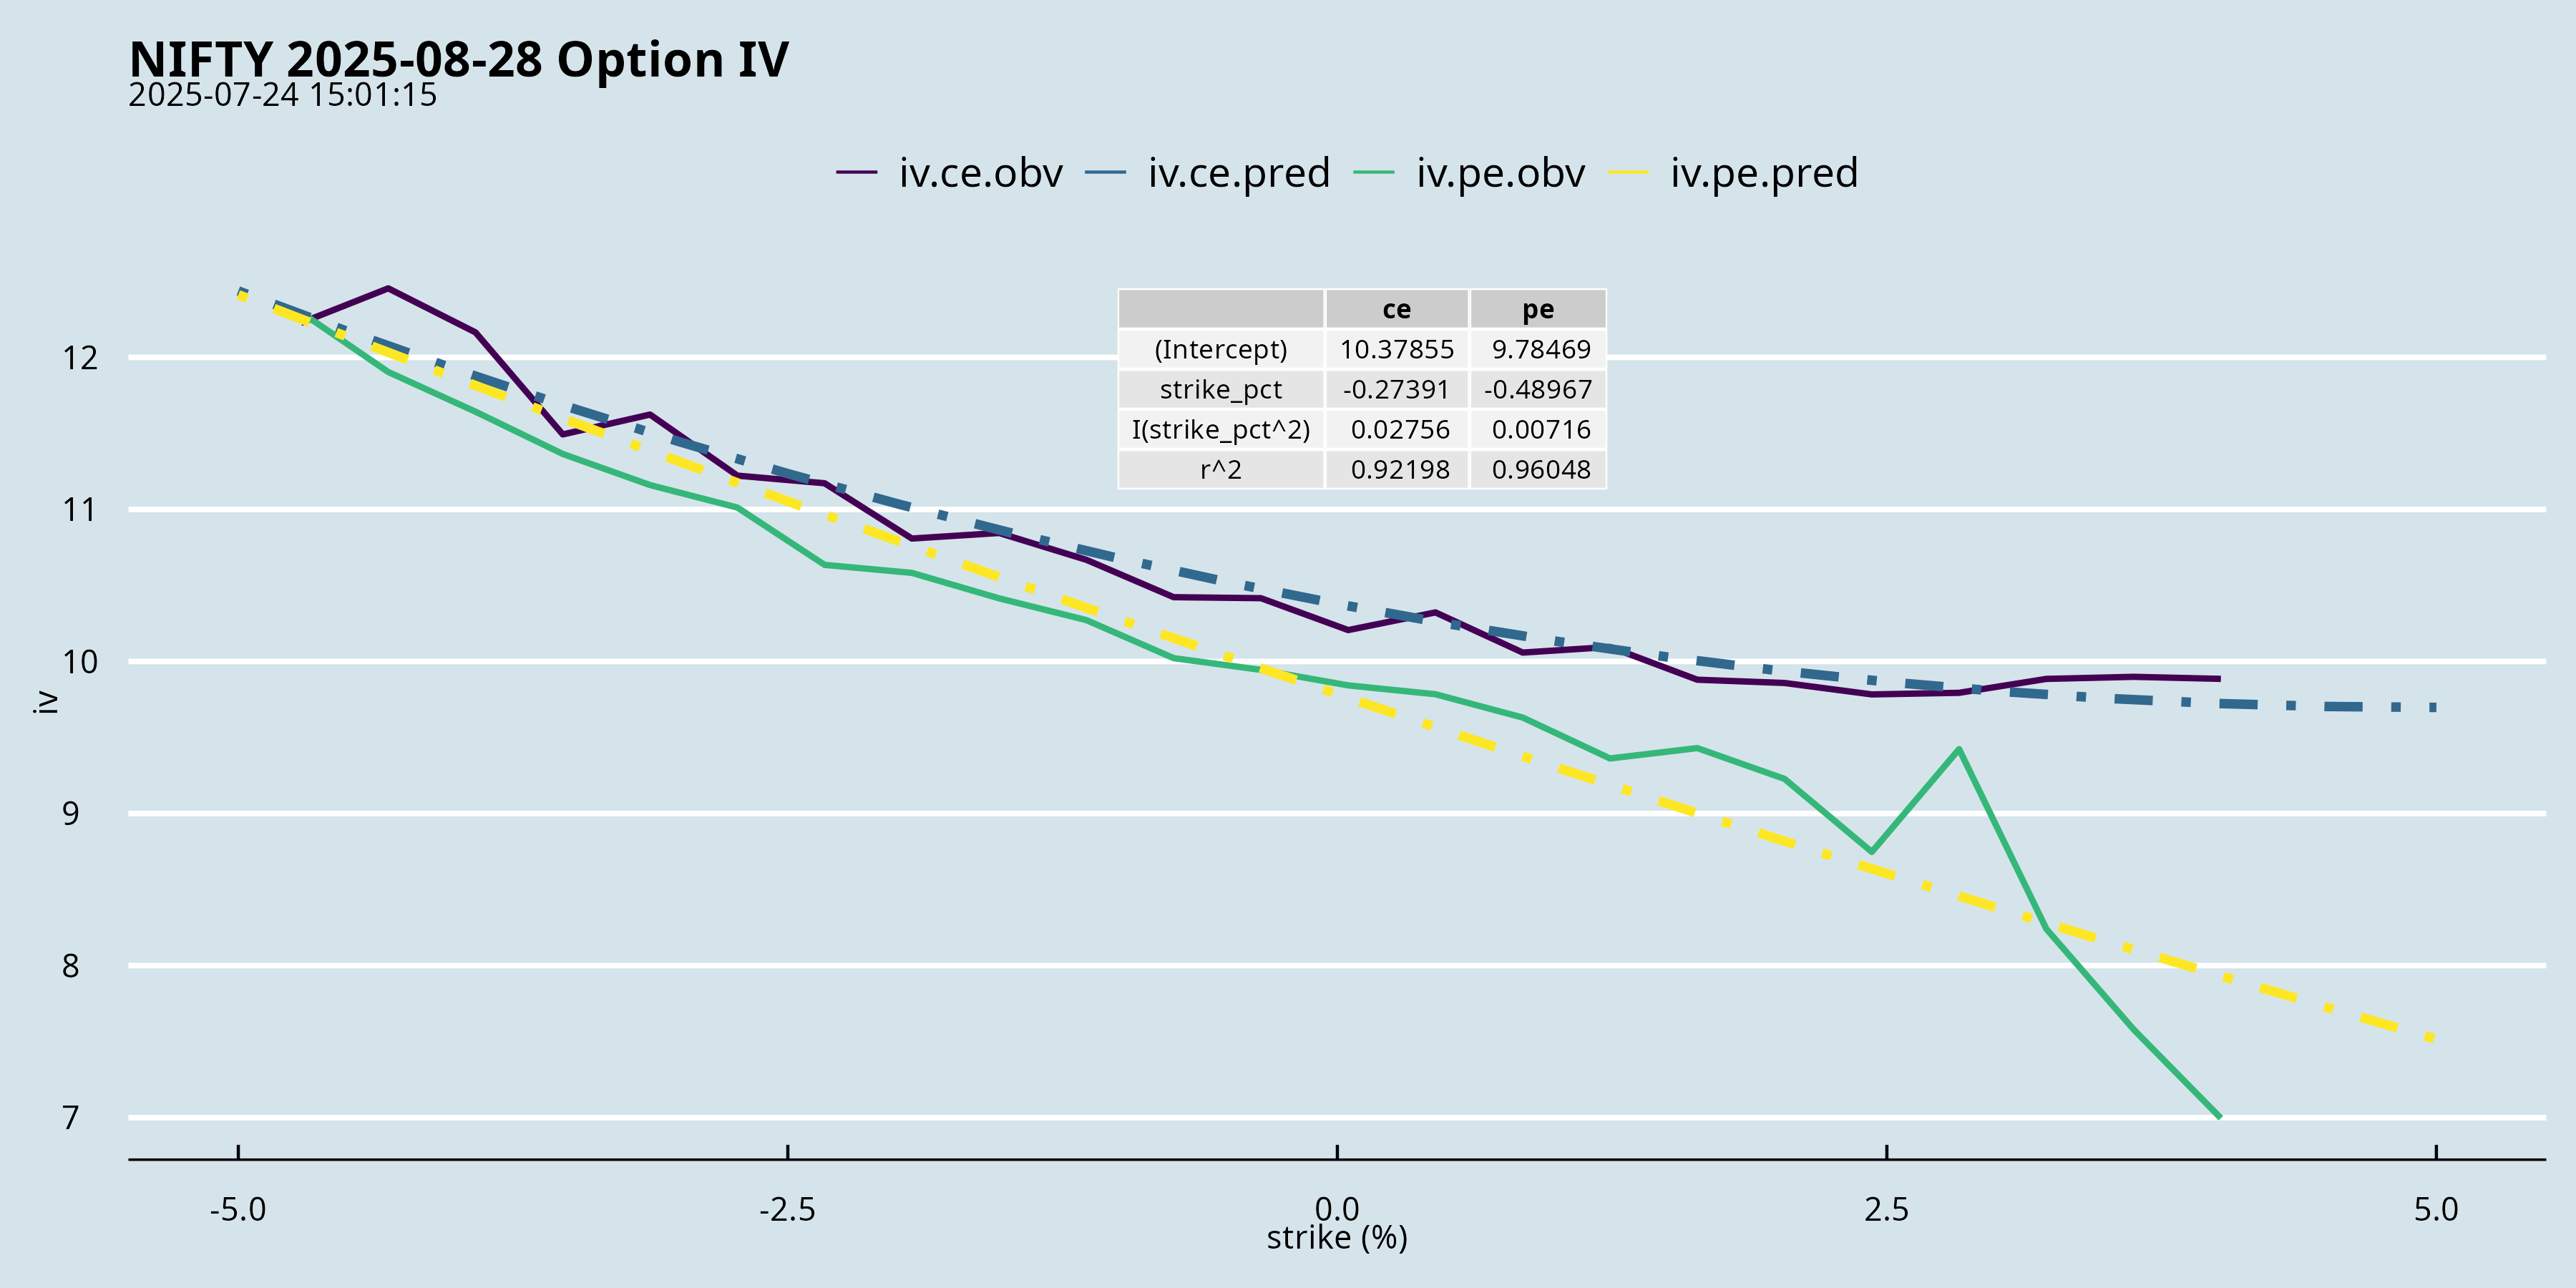 NIFTY 2025-08-28 Option IV
2025-07-24 15:01:15
iv.ce.obv iv.ce.pred iv.pe.obv iv.pe.pred
ce pe
(Intercept) 10.37855 9.78469
strike_pct -0.27391 -0.48967
I(strike_pct^2) 0.02756 0.00716
r^2 0.92198 0.96048
12
11
10
9
8
7
iv
-5.0 -2.5 0.0 2.5 5.0
strike (%)